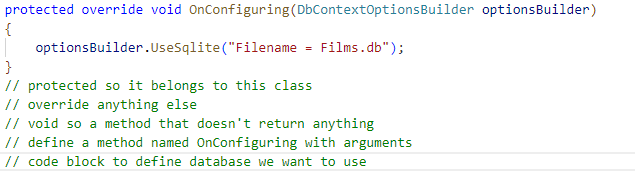 protected override void OnConfiguring(DbContextOptionsBuilder optionsBuilder)
{
    optionsBuilder.UseSqlite("Filename = Films.db");
}
// protected so it belongs to this class
// override anything else
// void so a method that doesn't return anything
// define a method named OnConfiguring with arguments
// code block to define database we want to use